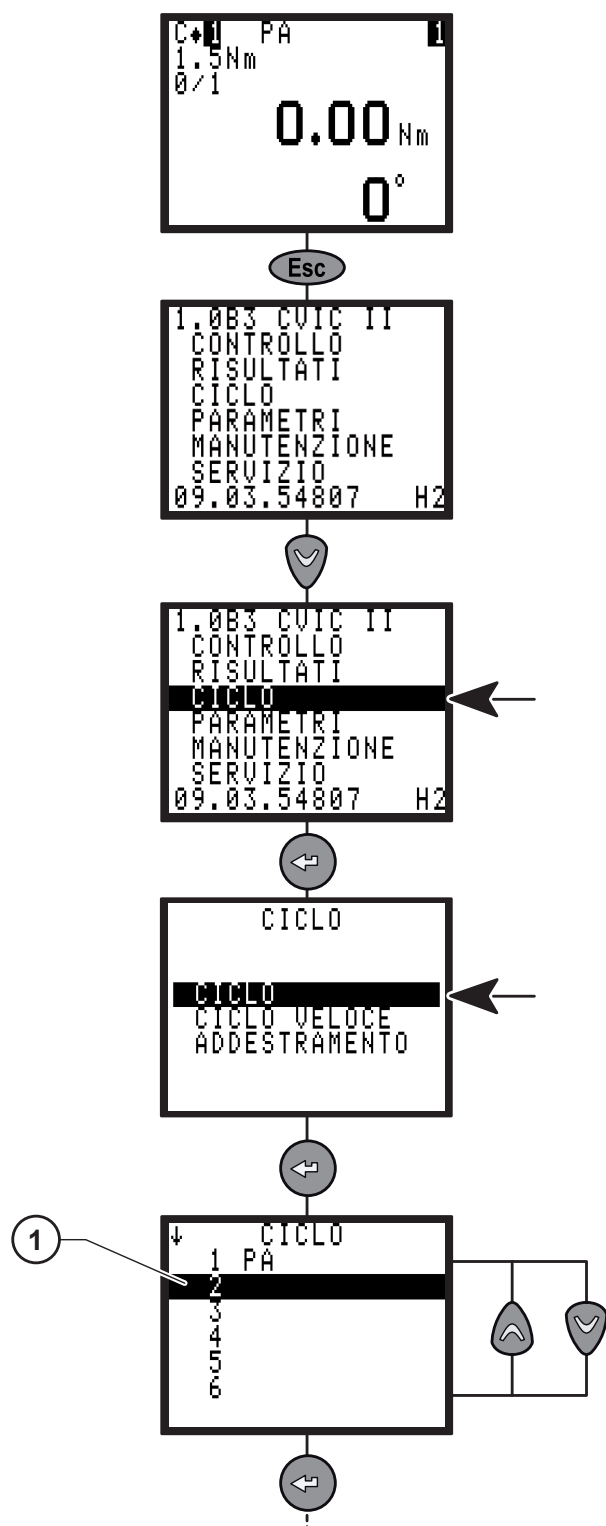 C♦1 PA 1
1.5Nm
0/1
0.00 Nm
0°
Esc
1.0B3 CVIC II
CONTROLLO
RISULTATI
CICLO
PARAMETRI
MANUTENZIONE
SERVIZIO
09.03.54807 H2
1.0B3 CVIC II
CONTROLLO
RISULTATI
CICLO
PARAMETRI
MANUTENZIONE
SERVIZIO
09.03.54807 H2
CICLO
CICLO
CICLO VELOCE
ADDESTRAMENTO
1
↓ CICLO
1 PA
2
3
4
5
6